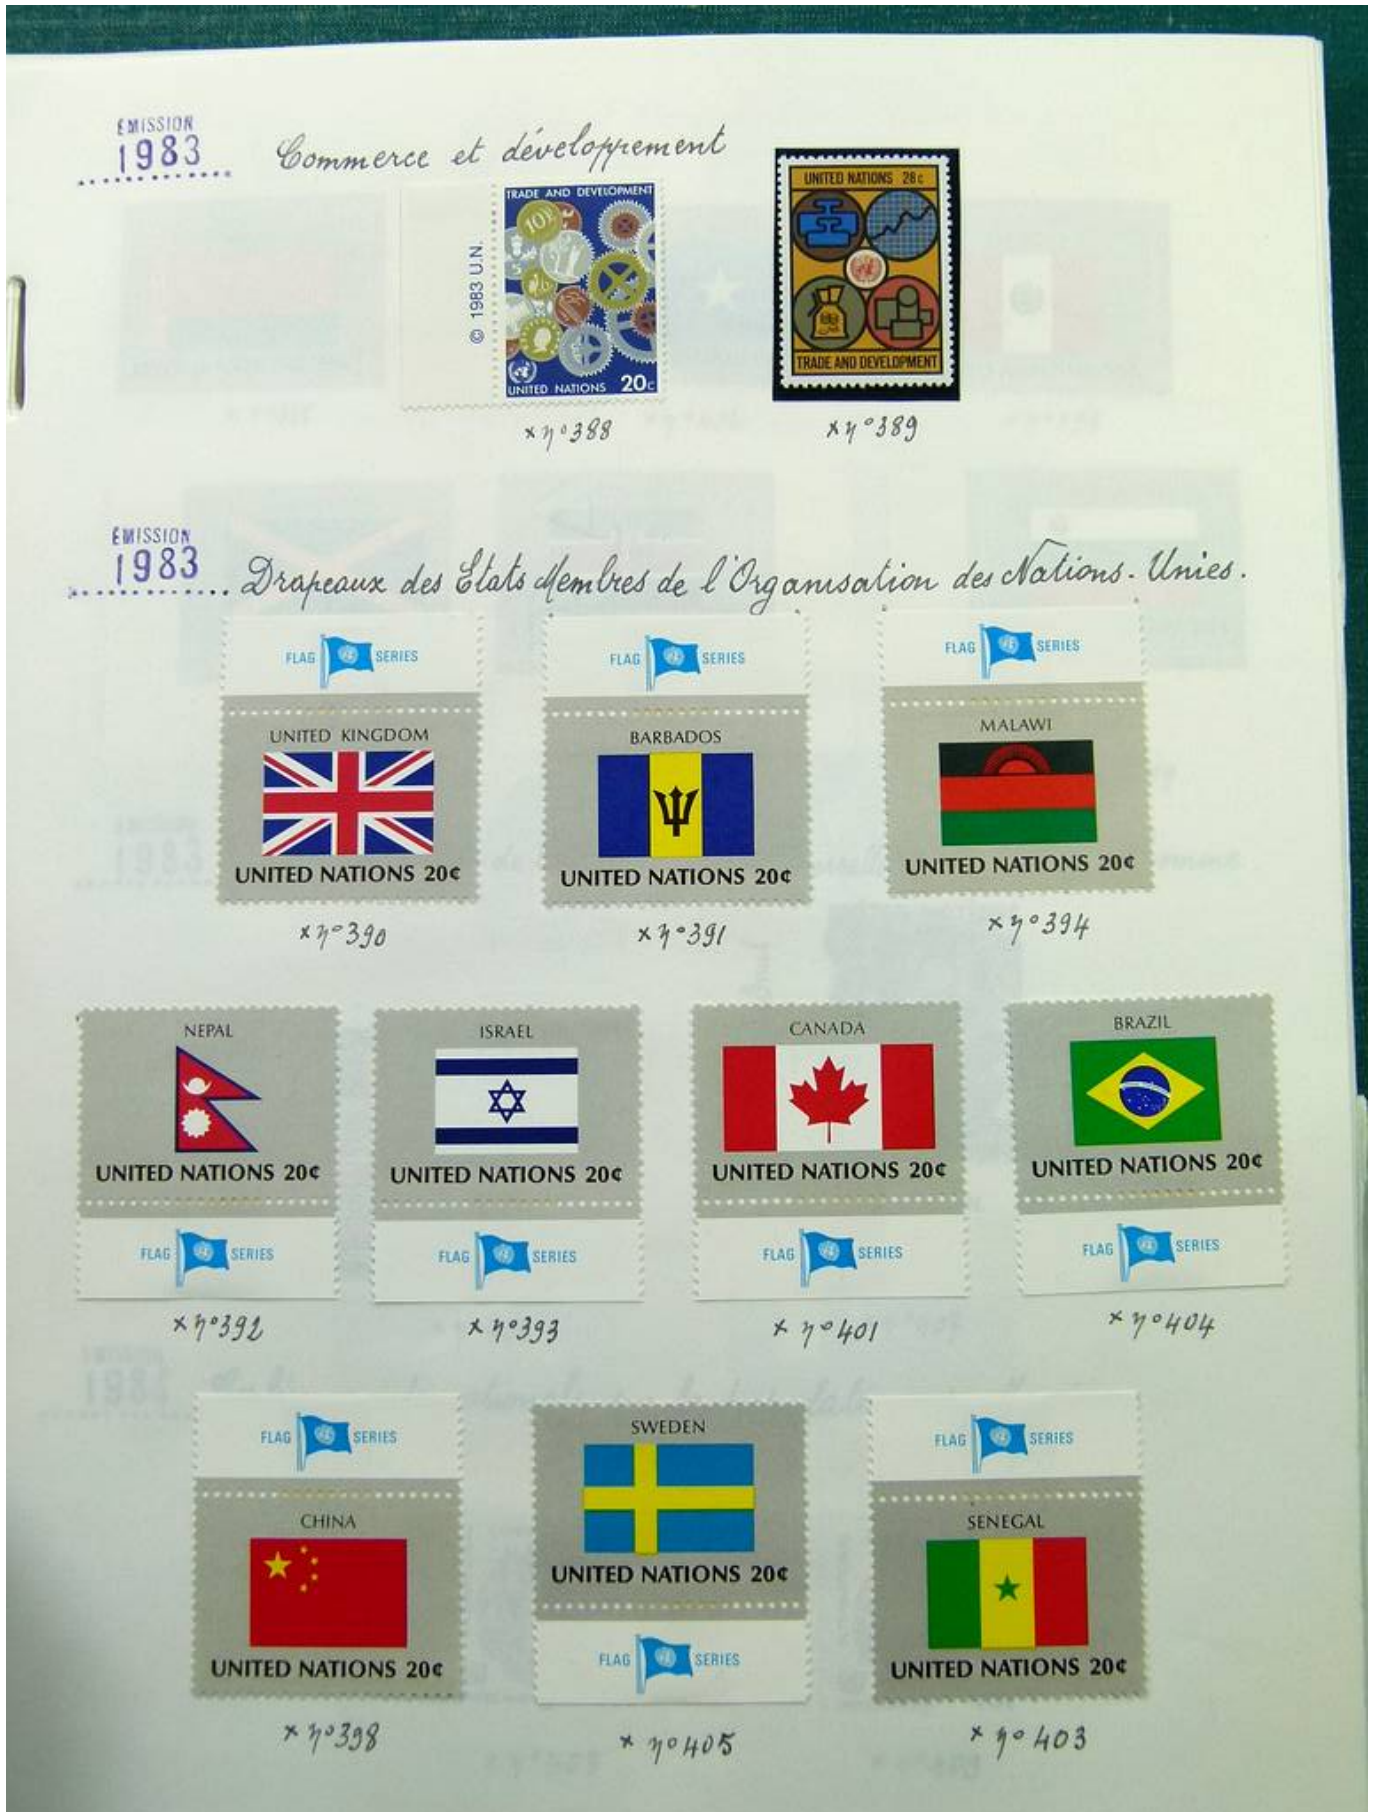 ÉMISSION
1983 Commerce et développement
TRADE AND DEVELOPMENT
© 1983 U.N.
10
UNITED NATIONS 20c
UNITED NATIONS 28c
TRADE AND DEVELOPMENT
x n° 388
x n° 389
ÉMISSION
1983 Drapeaux des Etats Membres de l'Organisation des Nations-Unies.
FLAG SERIES
UNITED KINGDOM
UNITED NATIONS 20¢
x n° 390
FLAG SERIES
BARBADOS
UNITED NATIONS 20¢
x n° 391
FLAG SERIES
MALAWI
UNITED NATIONS 20¢
x n° 394
NEPAL
UNITED NATIONS 20¢
FLAG SERIES
x n° 392
ISRAEL
UNITED NATIONS 20¢
FLAG SERIES
x n° 393
CANADA
UNITED NATIONS 20¢
FLAG SERIES
x n° 401
BRAZIL
UNITED NATIONS 20¢
FLAG SERIES
x n° 404
FLAG SERIES
CHINA
UNITED NATIONS 20¢
x n° 398
SWEDEN
UNITED NATIONS 20¢
FLAG SERIES
x n° 405
FLAG SERIES
SENEGAL
UNITED NATIONS 20¢
x n° 403